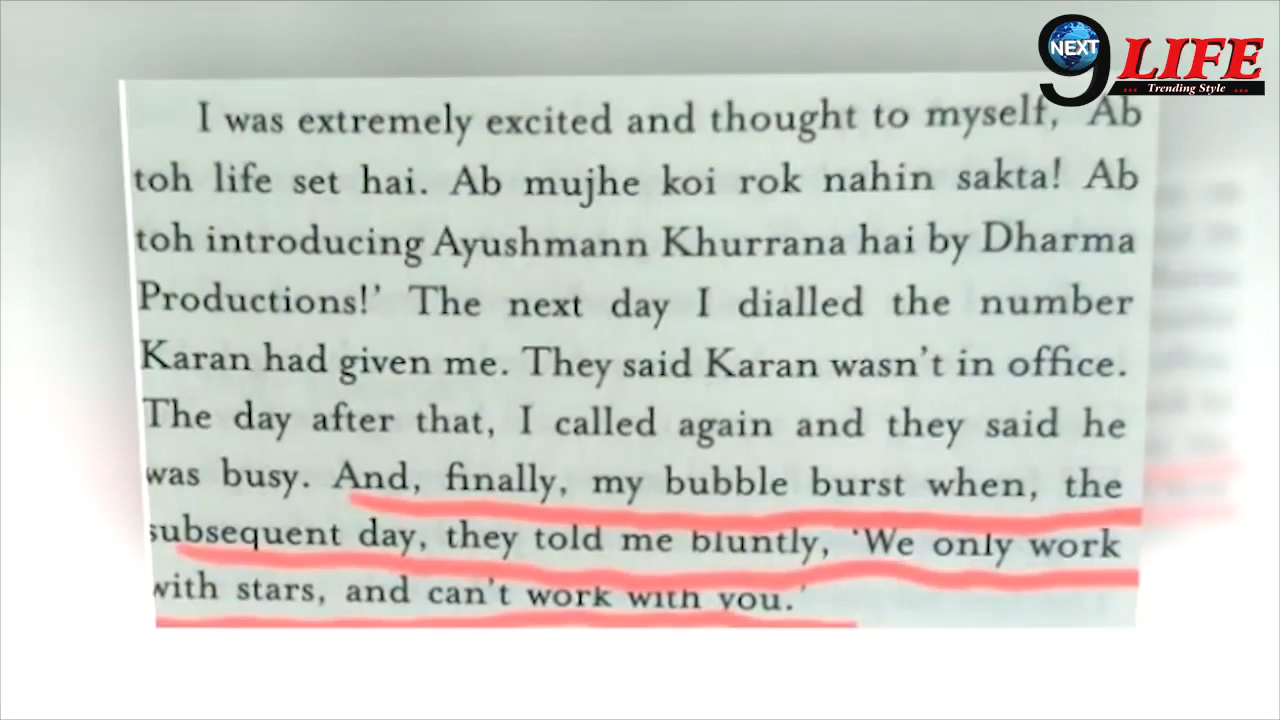 9 NEXT LIFE
... Trending Style ...
I was extremely excited and thought to myself, 'Ab
toh life set hai. Ab mujhe koi rok nahin sakta! Ab
toh introducing Ayushmann Khurrana hai by Dharma
Productions!' The next day I dialled the number
Karan had given me. They said Karan wasn't in office.
The day after that, I called again and they said he
was busy. And, finally, my bubble burst when, the
subsequent day, they told me bluntly, 'We only work
with stars, and can't work with you.'